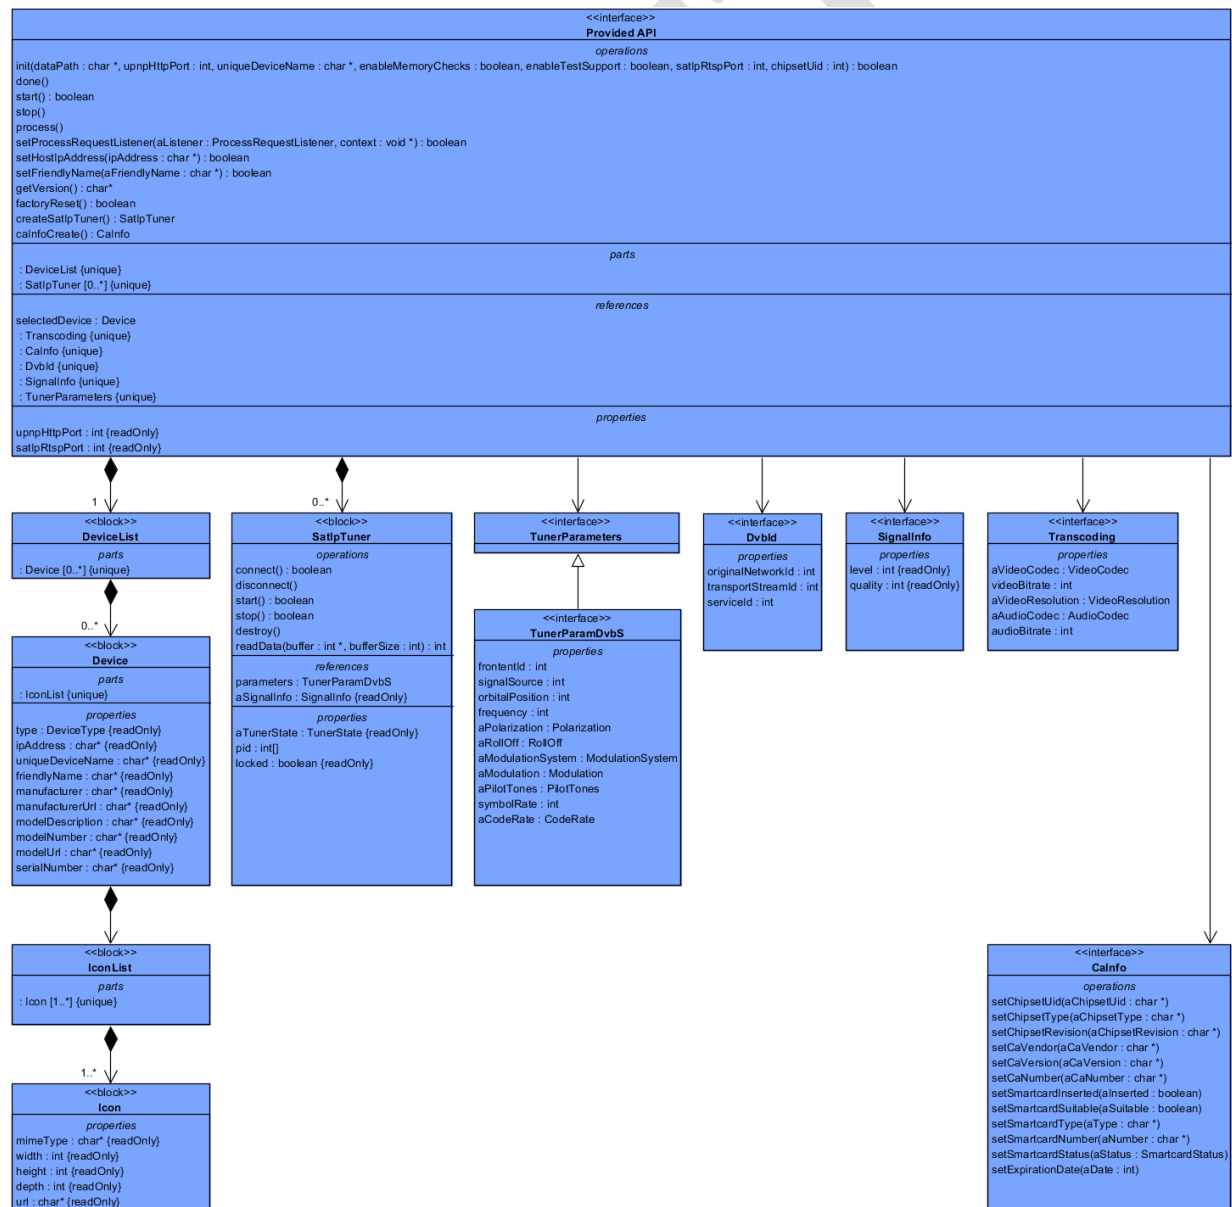 <<interface>>
Provided API
operations
init(dataPath : char *, upnpHttpPort : int, uniqueDeviceName : char *, enableMemoryChecks : boolean, enableTestSupport : boolean, satIpRtspPort : int, chipsetUid : int) : boolean
done()
start() : boolean
stop()
process()
setProcessRequestListener(aListener : ProcessRequestListener, context : void *) : boolean
setHostIpAddress(ipAddress : char *) : boolean
setFriendlyName(aFriendlyName : char *) : boolean
getVersion() : char*
factoryReset() : boolean
createSatIpTuner() : SatIpTuner
caInfoCreate() : CaInfo
parts
: DeviceList {unique}
: SatIpTuner [0..*] {unique}
references
selectedDevice : Device
: Transcoding {unique}
: CaInfo {unique}
: DvbId {unique}
: SignalInfo {unique}
: TunerParameters {unique}
properties
upnpHttpPort : int {readOnly}
satIpRtspPort : int {readOnly}
1
<<block>>
DeviceList
parts
: Device [0..*] {unique}
0..*
<<block>>
Device
parts
: IconList {unique}
properties
type : DeviceType {readOnly}
ipAddress : char* {readOnly}
uniqueDeviceName : char* {readOnly}
friendlyName : char* {readOnly}
manufacturer : char* {readOnly}
manufacturerUrl : char* {readOnly}
modelDescription : char* {readOnly}
modelNumber : char* {readOnly}
modelUrl : char* {readOnly}
serialNumber : char* {readOnly}
<<block>>
IconList
parts
: Icon [1..*] {unique}
1..*
<<block>>
Icon
properties
mimeType : char* {readOnly}
width : int {readOnly}
height : int {readOnly}
depth : int {readOnly}
url : char* {readOnly}
0..*
<<block>>
SatIpTuner
operations
connect() : boolean
disconnect()
start() : boolean
stop() : boolean
destroy()
readData(buffer : int *, bufferSize : int) : int
references
parameters : TunerParamDvbS
aSignalInfo : SignalInfo {readOnly}
properties
aTunerState : TunerState {readOnly}
pid : int[]
locked : boolean {readOnly}
<<interface>>
TunerParameters
<<interface>>
TunerParamDvbS
properties
frontentId : int
signalSource : int
orbitalPosition : int
frequency : int
aPolarization : Polarization
aRollOff : RollOff
aModulationSystem : ModulationSystem
aModulation : Modulation
aPilotTones : PilotTones
symbolRate : int
aCodeRate : CodeRate
<<interface>>
DvbId
properties
originalNetworkId : int
transportStreamId : int
serviceId : int
<<interface>>
SignalInfo
properties
level : int {readOnly}
quality : int {readOnly}
<<interface>>
Transcoding
properties
aVideoCodec : VideoCodec
videoBitrate : int
aVideoResolution : VideoResolution
aAudioCodec : AudioCodec
audioBitrate : int
<<interface>>
CaInfo
operations
setChipsetUid(aChipsetUid : char *)
setChipsetType(aChipsetType : char *)
setChipsetRevision(aChipsetRevision : char *)
setCaVendor(aCaVendor : char *)
setCaVersion(aCaVersion : char *)
setCaNumber(aCaNumber : char *)
setSmartcardInserted(aInserted : boolean)
setSmartcardSuitable(aSuitable : boolean)
setSmartcardType(aType : char *)
setSmartcardNumber(aNumber : char *)
setSmartcardStatus(aStatus : SmartcardStatus)
setExpirationDate(aDate : int)